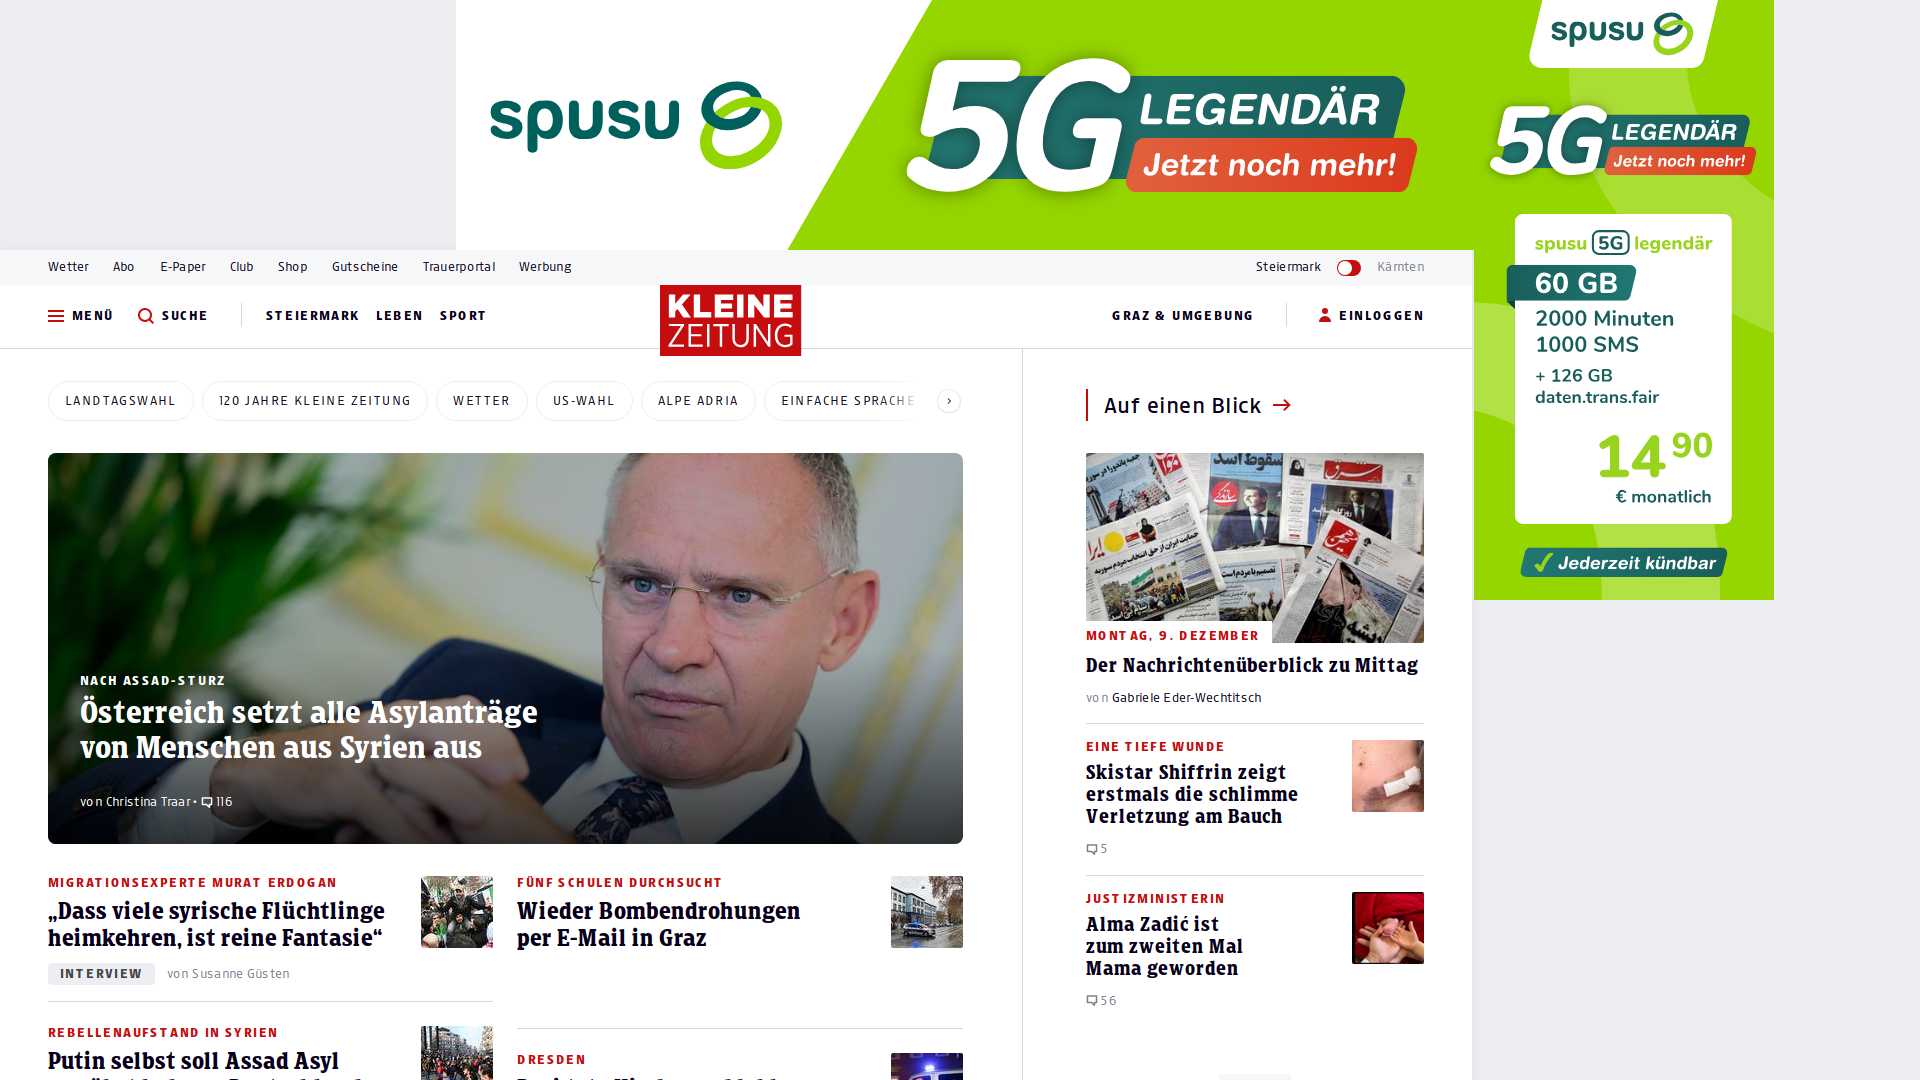 spusu
5G LEGENDÄR
Jetzt noch mehr!
spusu
5G LEGENDÄR
Jetzt noch mehr!
spusu 5G legendär
60 GB
2000 Minuten
1000 SMS
+ 126 GB
daten.trans.fair
14 90
€ monatlich
Jederzeit kündbar
Wetter Abo E-Paper Club Shop Gutscheine Trauerportal Werbung Steiermark Kärnten
MENÜ SUCHE STEIERMARK LEBEN SPORT KLEINE ZEITUNG GRAZ & UMGEBUNG EINLOGGEN
LANDTAGSWAHL 120 JAHRE KLEINE ZEITUNG WETTER US-WAHL ALPE ADRIA EINFACHE SPRACHE
NACH ASSAD-STURZ
Österreich setzt alle Asylanträge
von Menschen aus Syrien aus
von Christina Traar • 116
MIGRATIONSEXPERTE MURAT ERDOGAN
„Dass viele syrische Flüchtlinge
heimkehren, ist reine Fantasie“
INTERVIEW von Susanne Güsten
REBELLENAUFSTAND IN SYRIEN
Putin selbst soll Assad Asyl
FÜNF SCHULEN DURCHSUCHT
Wieder Bombendrohungen
per E-Mail in Graz
DRESDEN
Auf einen Blick →
MONTAG, 9. DEZEMBER
Der Nachrichtenüberblick zu Mittag
von Gabriele Eder-Wechtitsch
EINE TIEFE WUNDE
Skistar Shiffrin zeigt
erstmals die schlimme
Verletzung am Bauch
5
JUSTIZMINISTERIN
Alma Zadić ist
zum zweiten Mal
Mama geworden
56